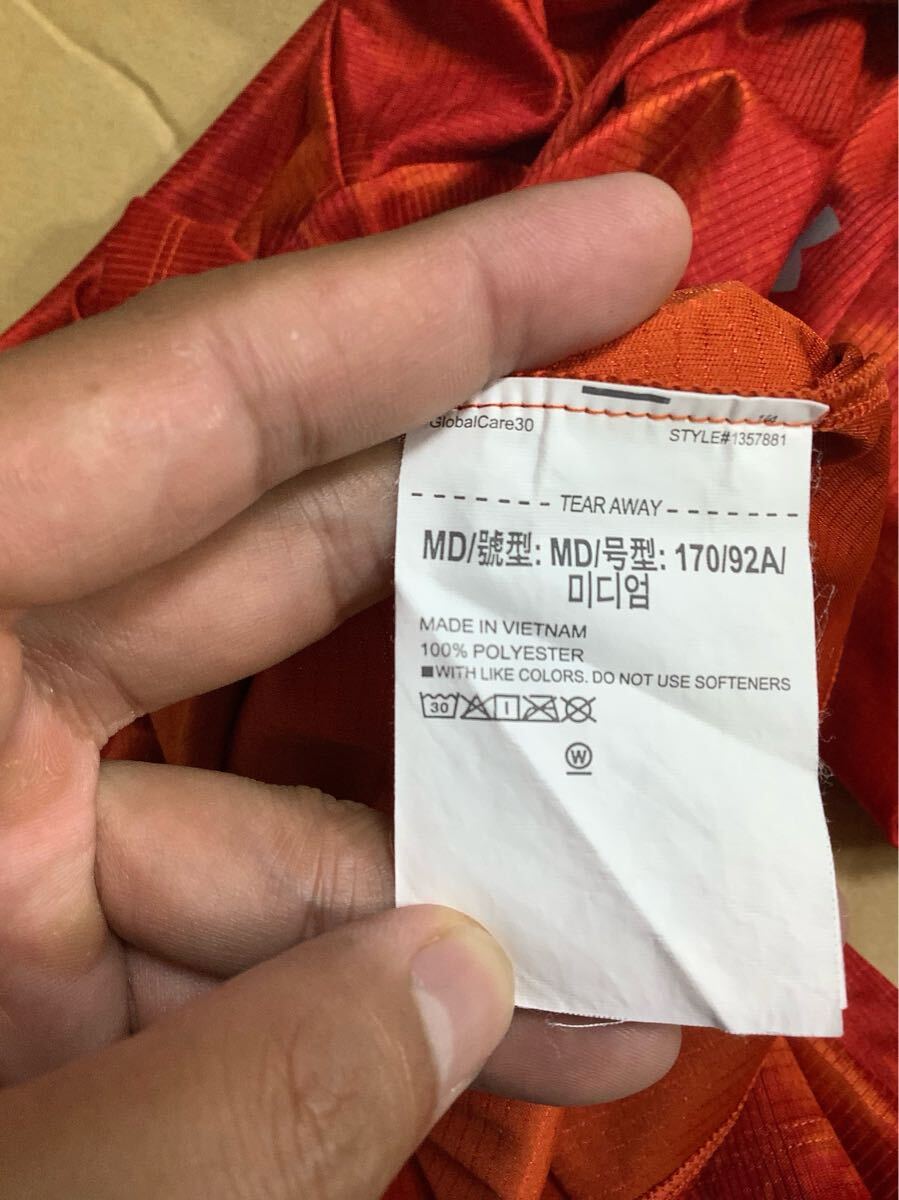 GlobalCare30
STYLE#1357881
TEAR AWAY
MD/號型: MD/号型: 170/92A/
미디엄
MADE IN VIETNAM
100% POLYESTER
WITH LIKE COLORS. DO NOT USE SOFTENERS
30
W